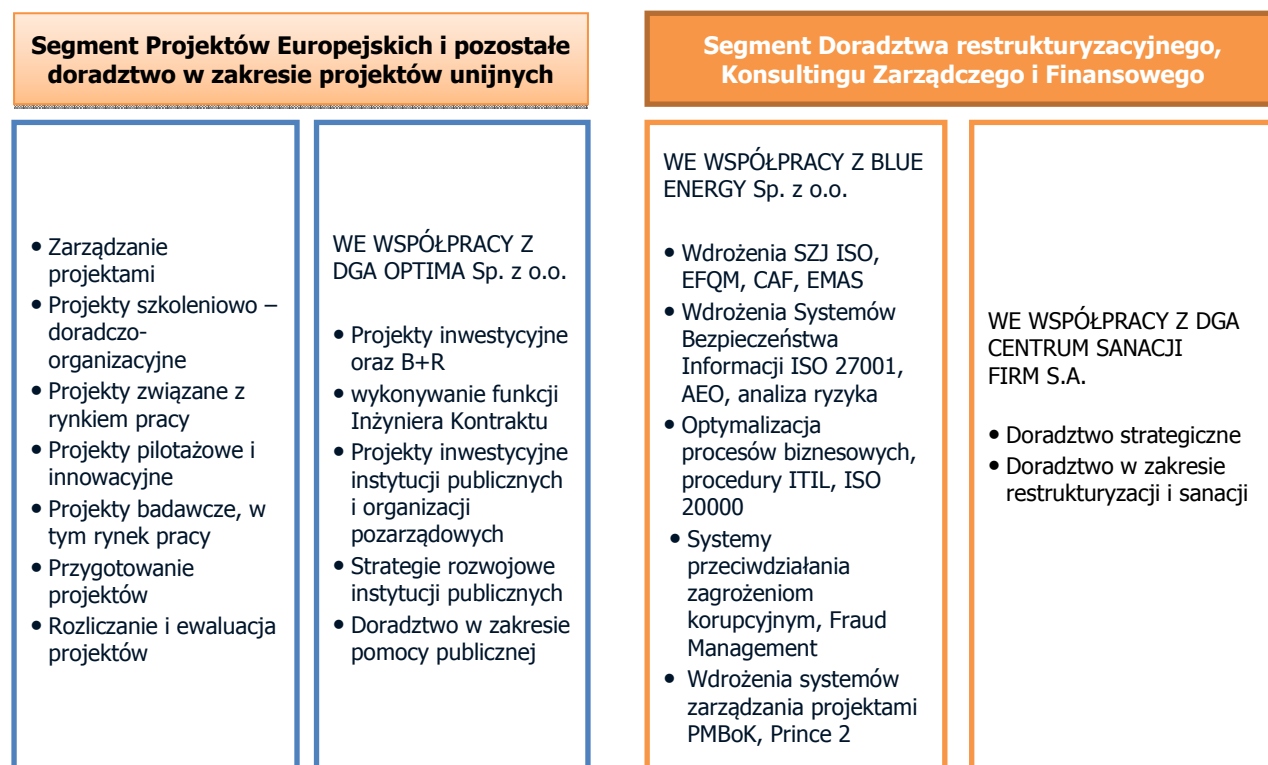 Segment Projektów Europejskich i pozostałe
doradztwo w zakresie projektów unijnych
Segment Doradztwa restrukturyzacyjnego,
Konsultingu Zarządczego i Finansowego
• Zarządzanie
projektami
• Projekty szkoleniowo –
doradczo-
organizacyjne
• Projekty związane z
rynkiem pracy
• Projekty pilotażowe i
innowacyjne
• Projekty badawcze, w
tym rynek pracy
• Przygotowanie
projektów
• Rozliczanie i ewaluacja
projektów
WE WSPÓŁPRACY Z
DGA OPTIMA Sp. z o.o.
• Projekty inwestycyjne
oraz B+R
• wykonywanie funkcji
Inżyniera Kontraktu
• Projekty inwestycyjne
instytucji publicznych
i organizacji
pozarządowych
• Strategie rozwojowe
instytucji publicznych
• Doradztwo w zakresie
pomocy publicznej
WE WSPÓŁPRACY Z BLUE
ENERGY Sp. z o.o.
• Wdrożenia SZJ ISO,
EFQM, CAF, EMAS
• Wdrożenia Systemów
Bezpieczeństwa
Informacji ISO 27001,
AEO, analiza ryzyka
• Optymalizacja
procesów biznesowych,
procedury ITIL, ISO
20000
• Systemy
przeciwdziałania
zagrożeniom
korupcyjnym, Fraud
Management
• Wdrożenia systemów
zarządzania projektami
PMBoK, Prince 2
WE WSPÓŁPRACY Z DGA
CENTRUM SANACJI
FIRM S.A.
• Doradztwo strategiczne
• Doradztwo w zakresie
restrukturyzacji i sanacji